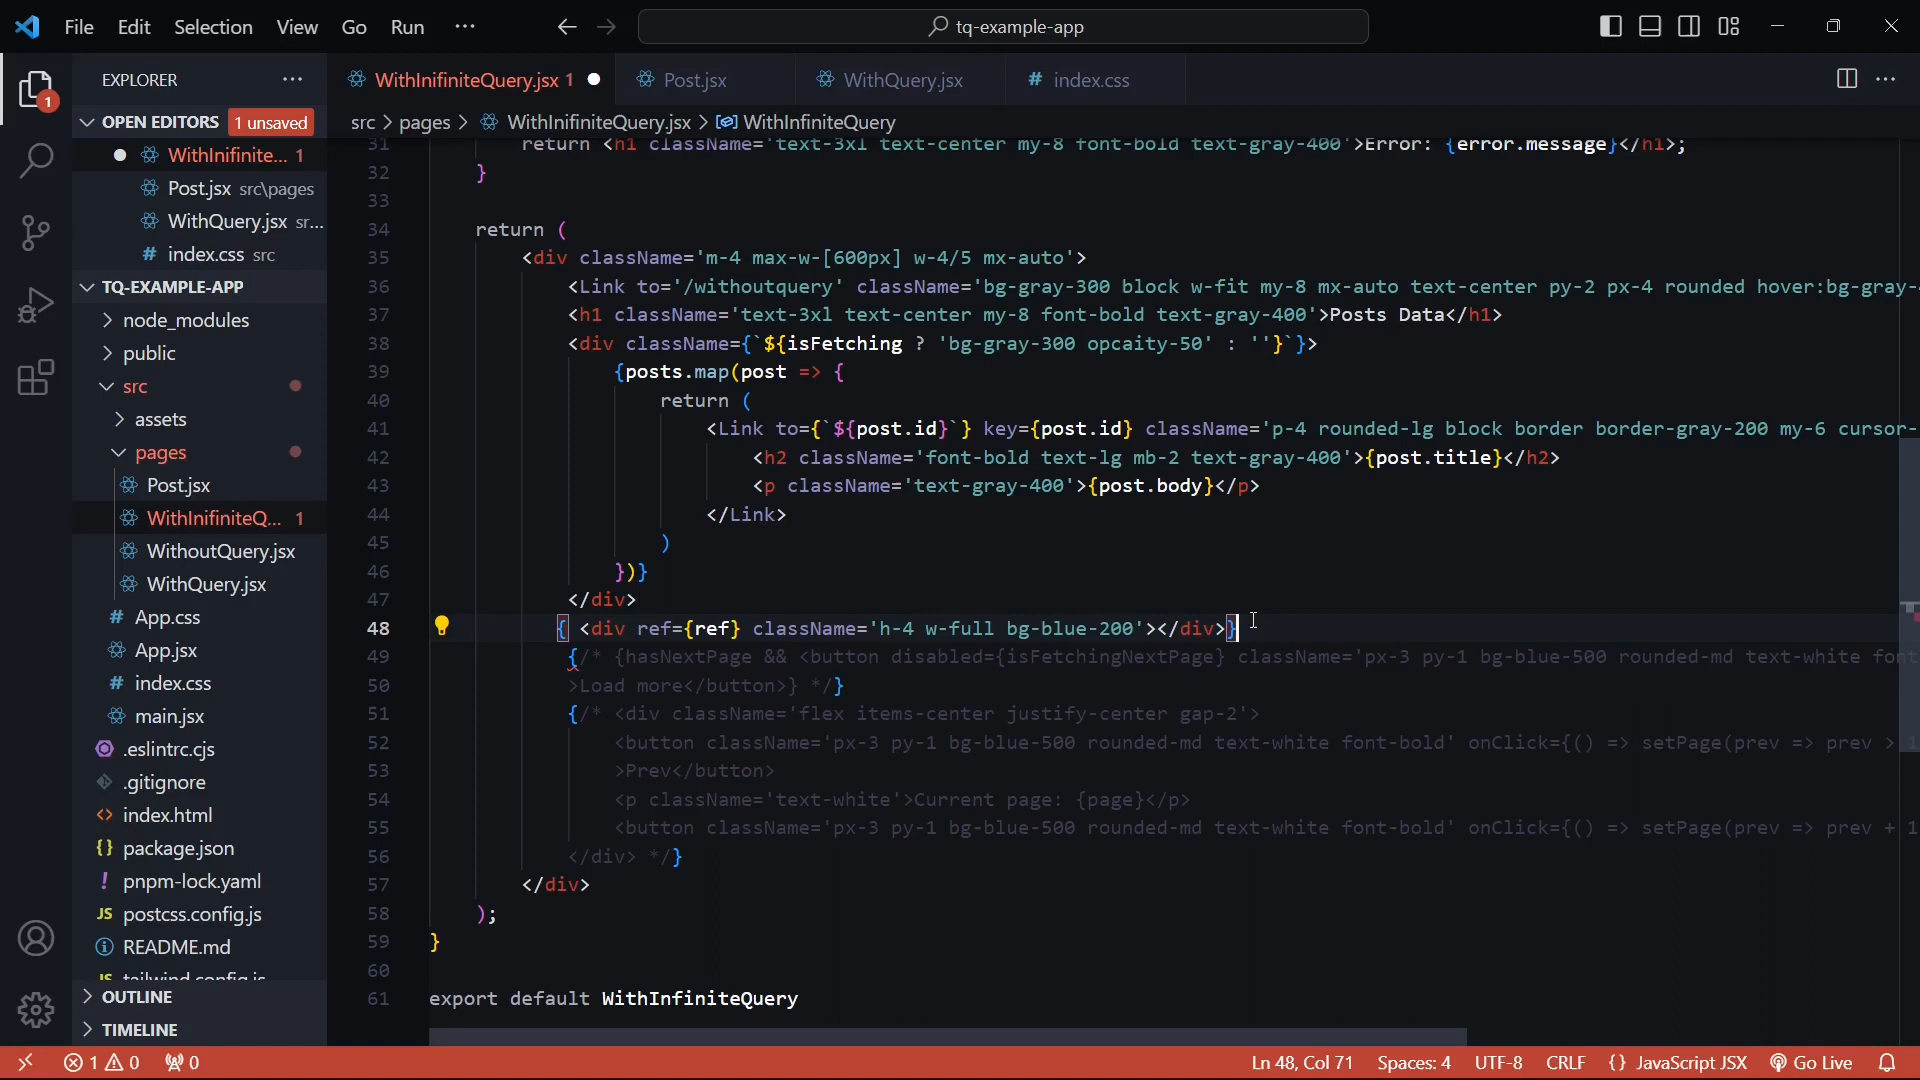 File Edit Selection View Go Run ··· tq-example-app
EXPLORER ···
WithInifiniteQuery.jsx 1
Post.jsx
WithQuery.jsx
index.css
OPEN EDITORS 1 unsaved
src > pages > WithInifiniteQuery.jsx > WithInfiniteQuery
WithInifinite... 1
Post.jsx src\pages
WithQuery.jsx sr...
index.css src
TQ-EXAMPLE-APP
node_modules
public
src
assets
pages
Post.jsx
WithInifiniteQ... 1
WithoutQuery.jsx
WithQuery.jsx
App.css
App.jsx
index.css
main.jsx
.eslintrc.cjs
.gitignore
index.html
package.json
pnpm-lock.yaml
postcss.config.js
README.md
tailwind.config.js
OUTLINE
TIMELINE
31 return <h1 className='text-3xl text-center my-8 font-bold text-gray-400'>Error: {error.message}</h1>;
32 }
33
34 return (
35 <div className='m-4 max-w-[600px] w-4/5 mx-auto'>
36 <Link to='/withoutquery' className='bg-gray-300 block w-fit my-8 mx-auto text-center py-2 px-4 rounded hover:bg-gray-
37 <h1 className='text-3xl text-center my-8 font-bold text-gray-400'>Posts Data</h1>
38 <div className={`${isFetching ? 'bg-gray-300 opcaity-50' : ''}`}>
39 {posts.map(post => {
40 return (
41 <Link to={`${post.id}`} key={post.id} className='p-4 rounded-lg block border border-gray-200 my-6 cursor-
42 <h2 className='font-bold text-lg mb-2 text-gray-400'>{post.title}</h2>
43 <p className='text-gray-400'>{post.body}</p>
44 </Link>
45 )
46 })}
47 </div>
48 { <div ref={ref} className='h-4 w-full bg-blue-200'></div>}
49 {/* {hasNextPage && <button disabled={isFetchingNextPage} className='px-3 py-1 bg-blue-500 rounded-md text-white font
50 >Load more</button>} */}
51 {/* <div className='flex items-center justify-center gap-2'>
52 <button className='px-3 py-1 bg-blue-500 rounded-md text-white font-bold' onClick={() => setPage(prev => prev > 1
53 >Prev</button>
54 <p className='text-white'>Current page: {page}</p>
55 <button className='px-3 py-1 bg-blue-500 rounded-md text-white font-bold' onClick={() => setPage(prev => prev + 1
56 </div> */}
57 </div>
58 );
59 }
60
61 export default WithInfiniteQuery
1 0 0 Ln 48, Col 71 Spaces: 4 UTF-8 CRLF {} JavaScript JSX Go Live